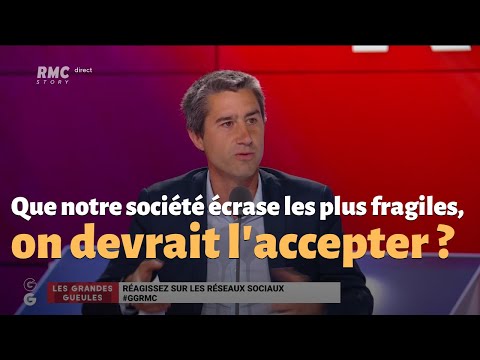 RMC direct
STORY
Que notre société écrase les plus fragiles,
on devrait l'accepter ?
GG
LES GRANDES
GUEULES
RÉAGISSEZ SUR LES RÉSEAUX SOCIAUX
#GGRMC